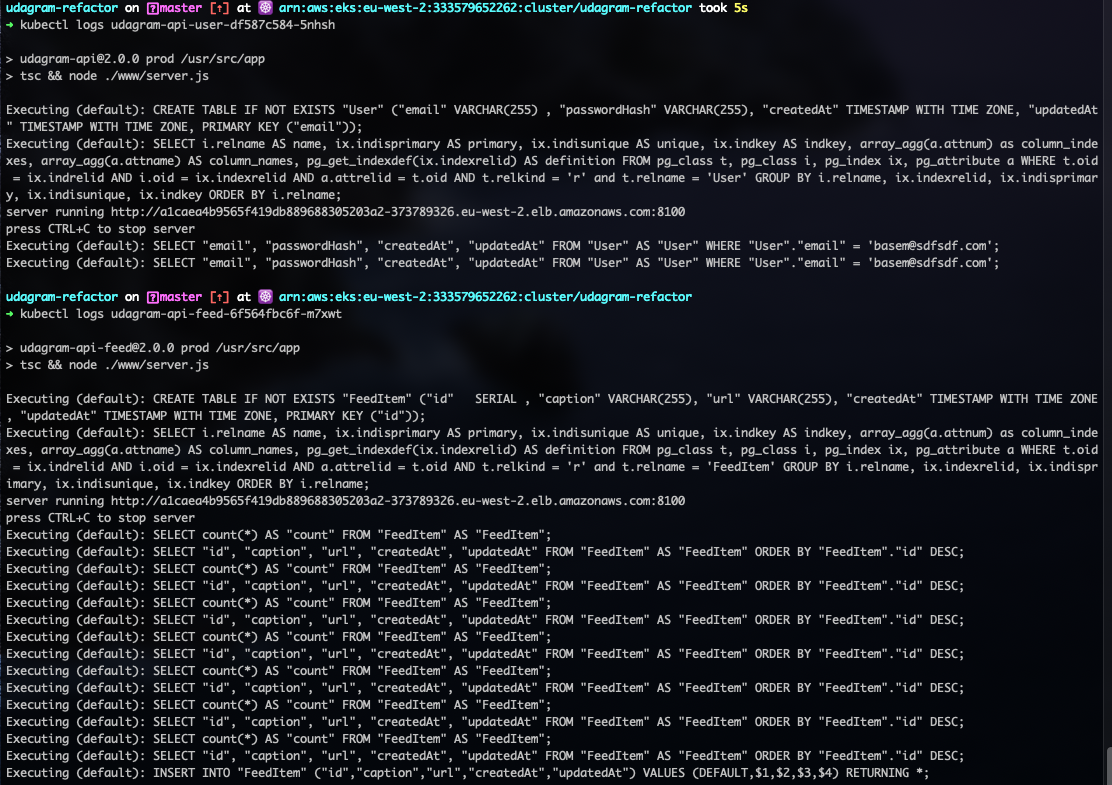 udagram-refactor on master [↑] at ☸ arn:aws:eks:eu-west-2:333579652262:cluster/udagram-refactor took 5s
→ kubectl logs udagram-api-user-df587c584-5nhsh
> udagram-api@2.0.0 prod /usr/src/app
> tsc && node ./www/server.js
Executing (default): CREATE TABLE IF NOT EXISTS "User" ("email" VARCHAR(255) , "passwordHash" VARCHAR(255), "createdAt" TIMESTAMP WITH TIME ZONE, "updatedAt
" TIMESTAMP WITH TIME ZONE, PRIMARY KEY ("email"));
Executing (default): SELECT i.relname AS name, ix.indisprimary AS primary, ix.indisunique AS unique, ix.indkey AS indkey, array_agg(a.attnum) as column_inde
xes, array_agg(a.attname) AS column_names, pg_get_indexdef(ix.indexrelid) AS definition FROM pg_class t, pg_class i, pg_index ix, pg_attribute a WHERE t.oid
= ix.indrelid AND i.oid = ix.indexrelid AND a.attrelid = t.oid AND t.relkind = 'r' and t.relname = 'User' GROUP BY i.relname, ix.indexrelid, ix.indisprimar
y, ix.indisunique, ix.indkey ORDER BY i.relname;
server running http://a1caea4b9565f419db889688305203a2-373789326.eu-west-2.elb.amazonaws.com:8100
press CTRL+C to stop server
Executing (default): SELECT "email", "passwordHash", "createdAt", "updatedAt" FROM "User" AS "User" WHERE "User"."email" = 'basem@sdfsdf.com';
Executing (default): SELECT "email", "passwordHash", "createdAt", "updatedAt" FROM "User" AS "User" WHERE "User"."email" = 'basem@sdfsdf.com';
udagram-refactor on master [↑] at ☸ arn:aws:eks:eu-west-2:333579652262:cluster/udagram-refactor
→ kubectl logs udagram-api-feed-6f564fbc6f-m7xwt
> udagram-api-feed@2.0.0 prod /usr/src/app
> tsc && node ./www/server.js
Executing (default): CREATE TABLE IF NOT EXISTS "FeedItem" ("id"   SERIAL , "caption" VARCHAR(255), "url" VARCHAR(255), "createdAt" TIMESTAMP WITH TIME ZONE
, "updatedAt" TIMESTAMP WITH TIME ZONE, PRIMARY KEY ("id"));
Executing (default): SELECT i.relname AS name, ix.indisprimary AS primary, ix.indisunique AS unique, ix.indkey AS indkey, array_agg(a.attnum) as column_inde
xes, array_agg(a.attname) AS column_names, pg_get_indexdef(ix.indexrelid) AS definition FROM pg_class t, pg_class i, pg_index ix, pg_attribute a WHERE t.oid
= ix.indrelid AND i.oid = ix.indexrelid AND a.attrelid = t.oid AND t.relkind = 'r' and t.relname = 'FeedItem' GROUP BY i.relname, ix.indexrelid, ix.indispr
imary, ix.indisunique, ix.indkey ORDER BY i.relname;
server running http://a1caea4b9565f419db889688305203a2-373789326.eu-west-2.elb.amazonaws.com:8100
press CTRL+C to stop server
Executing (default): SELECT count(*) AS "count" FROM "FeedItem" AS "FeedItem";
Executing (default): SELECT "id", "caption", "url", "createdAt", "updatedAt" FROM "FeedItem" AS "FeedItem" ORDER BY "FeedItem"."id" DESC;
Executing (default): SELECT count(*) AS "count" FROM "FeedItem" AS "FeedItem";
Executing (default): SELECT "id", "caption", "url", "createdAt", "updatedAt" FROM "FeedItem" AS "FeedItem" ORDER BY "FeedItem"."id" DESC;
Executing (default): SELECT count(*) AS "count" FROM "FeedItem" AS "FeedItem";
Executing (default): SELECT "id", "caption", "url", "createdAt", "updatedAt" FROM "FeedItem" AS "FeedItem" ORDER BY "FeedItem"."id" DESC;
Executing (default): SELECT count(*) AS "count" FROM "FeedItem" AS "FeedItem";
Executing (default): SELECT "id", "caption", "url", "createdAt", "updatedAt" FROM "FeedItem" AS "FeedItem" ORDER BY "FeedItem"."id" DESC;
Executing (default): SELECT count(*) AS "count" FROM "FeedItem" AS "FeedItem";
Executing (default): SELECT "id", "caption", "url", "createdAt", "updatedAt" FROM "FeedItem" AS "FeedItem" ORDER BY "FeedItem"."id" DESC;
Executing (default): SELECT count(*) AS "count" FROM "FeedItem" AS "FeedItem";
Executing (default): SELECT "id", "caption", "url", "createdAt", "updatedAt" FROM "FeedItem" AS "FeedItem" ORDER BY "FeedItem"."id" DESC;
Executing (default): SELECT count(*) AS "count" FROM "FeedItem" AS "FeedItem";
Executing (default): SELECT "id", "caption", "url", "createdAt", "updatedAt" FROM "FeedItem" AS "FeedItem" ORDER BY "FeedItem"."id" DESC;
Executing (default): INSERT INTO "FeedItem" ("id","caption","url","createdAt","updatedAt") VALUES (DEFAULT,$1,$2,$3,$4) RETURNING *;